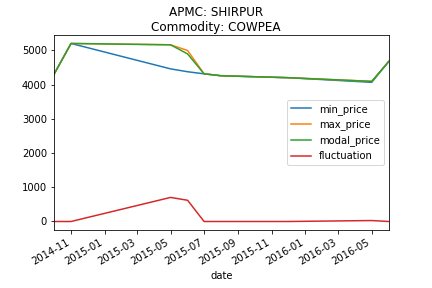 APMC: SHIRPUR
Commodity: COWPEA
5000
4000
3000
2000
1000
0
min_price
max_price
modal_price
fluctuation
2014-11
2015-01
2015-03
2015-05
2015-07
2015-09
2015-11
2016-01
2016-03
2016-05
date